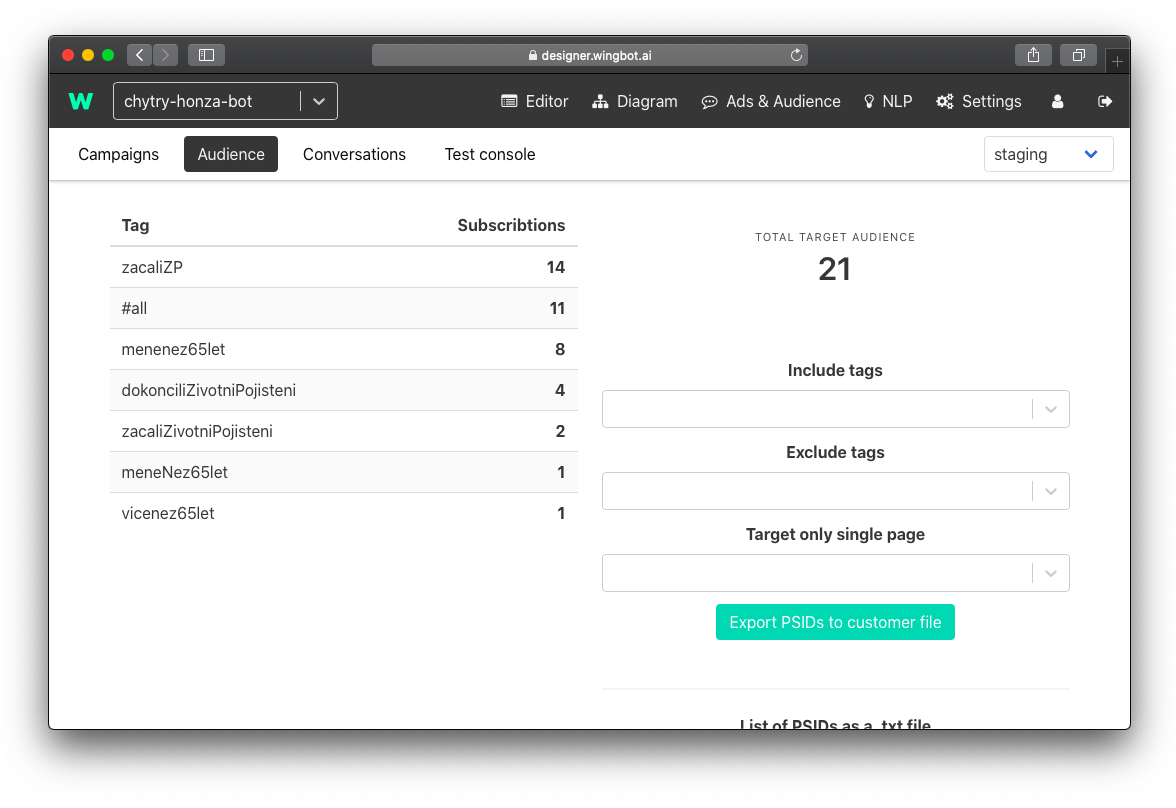 designer.wingbot.ai
W chytry-honza-bot Editor Diagram Ads & Audience NLP Settings
Campaigns Audience Conversations Test console staging
Tag Subscribtions
zacaliZP 14
#all 11
menenez65let 8
dokonciliZivotniPojisteni 4
zacaliZivotniPojisteni 2
meneNez65let 1
vicenez65let 1
TOTAL TARGET AUDIENCE
21
Include tags
Exclude tags
Target only single page
Export PSIDs to customer file
List of PSIDs as a .txt file